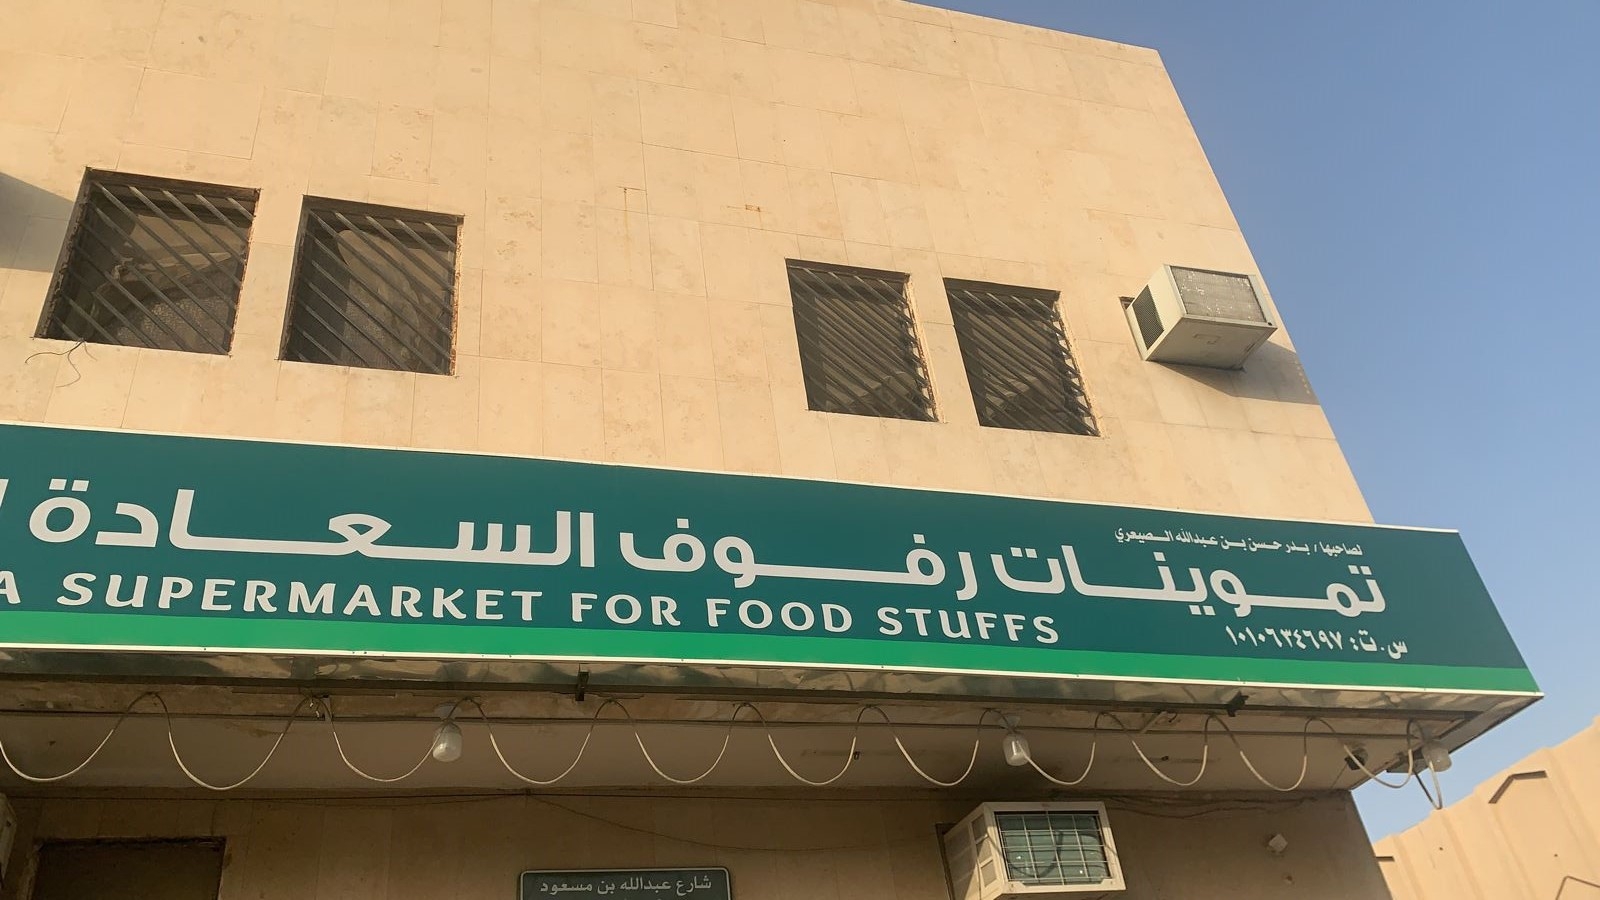 لصاحبها / بدر حسن بن عبدالله الصيعري
تموينات رفوف السعادة
A SUPERMARKET FOR FOOD STUFFS
س.ت: ١٠١٠٦٣٤٦٩٧
شارع عبدالله بن مسعود